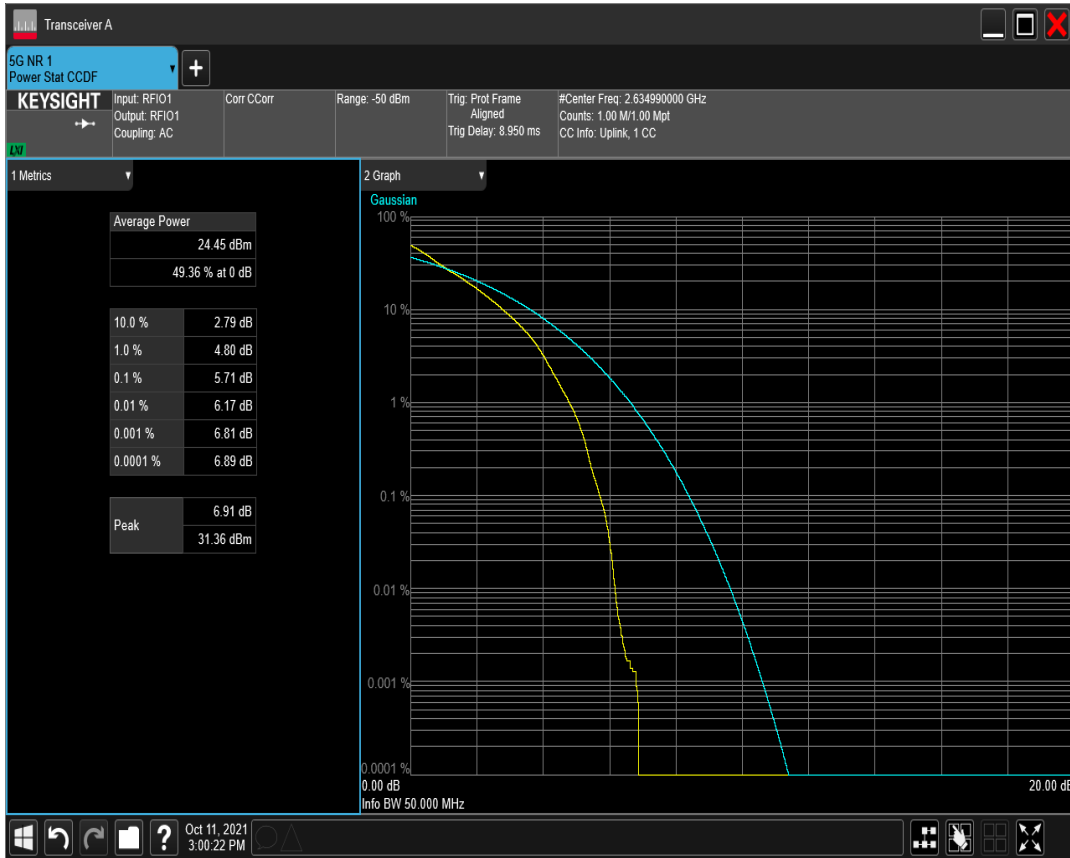 Transceiver A
5G NR 1
Power Stat CCDF
+
KEYSIGHT
LXI
Input: RFIO1
Output: RFIO1
Coupling: AC
Corr CCorr
Range: -50 dBm
Trig: Prot Frame
Aligned
Trig Delay: 8.950 ms
#Center Freq: 2.634990000 GHz
Counts: 1.00 M/1.00 Mpt
CC Info: Uplink, 1 CC
1 Metrics
Average Power
24.45 dBm
49.36 % at 0 dB
10.0 % 2.79 dB
1.0 % 4.80 dB
0.1 % 5.71 dB
0.01 % 6.17 dB
0.001 % 6.81 dB
0.0001 % 6.89 dB
Peak 6.91 dB
31.36 dBm
2 Graph
Gaussian
100 %
10 %
1 %
0.1 %
0.01 %
0.001 %
0.0001 %
0.00 dB 20.00 dB
Info BW 50.000 MHz
? Oct 11, 2021
3:00:22 PM